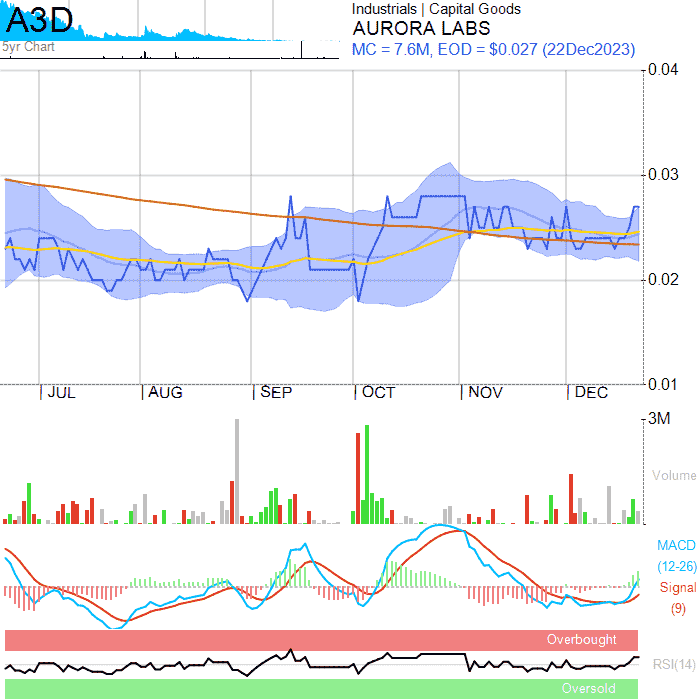 A3D
5yr Chart
Industrials | Capital Goods
AURORA LABS
MC = 7.6M, EOD = $0.027 (22Dec2023)
0.04
0.03
0.02
0.01
| JUL | AUG | SEP | OCT | NOV | DEC
3M
Volume
MACD
(12-26)
Signal
(9)
Overbought
RSI(14)
Oversold